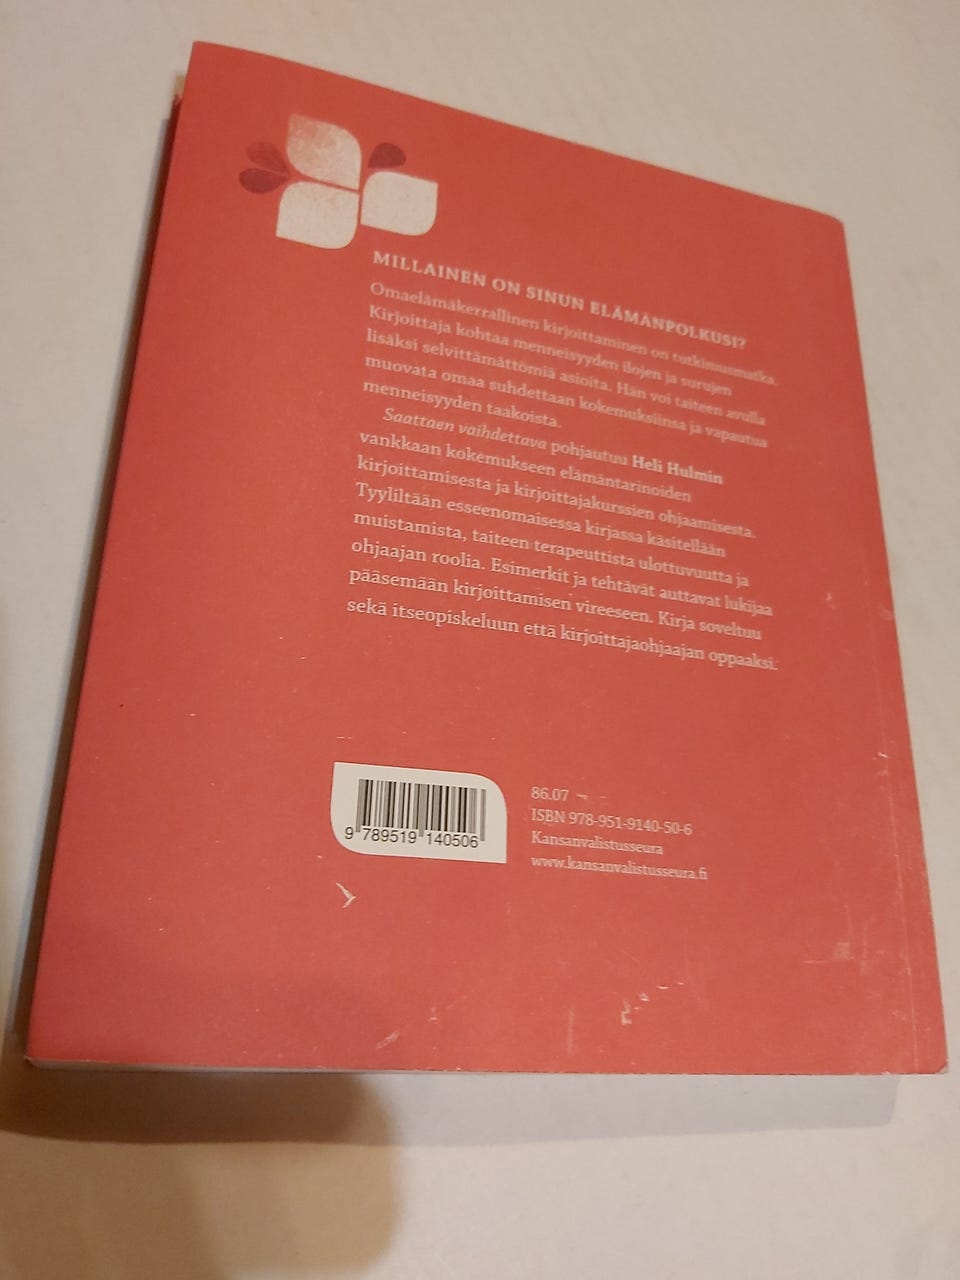 MILLAINEN ON SINUN ELÄMÄNPOLKUSI?
Omaelämäkerrallinen kirjoittaminen on tutkimusmatka.
Kirjoittaja kohtaa menneisyyden ilojen ja surujen
lisäksi selvittämättömiä asioita. Hän voi taiteen avulla
muovata omaa suhdettaan kokemuksiinsa ja vapautua
menneisyyden taakoista.
Saattaen vaihdettava pohjautuu Heli Hulmin
vankkaan kokemukseen elämäntarinoiden
kirjoittamisesta ja kirjoittajakurssien ohjaamisesta.
Tyyliltään esseenomaisessa kirjassa käsitellään
muistamista, taiteen terapeuttista ulottuvuutta ja
ohjaajan roolia. Esimerkit ja tehtävät auttavat lukijaa
pääsemään kirjoittamisen vireeseen. Kirja soveltuu
sekä itseopiskeluun että kirjoittajaohjaajan oppaaksi.
9 789519 140506
86.07
ISBN 978-951-9140-50-6
Kansanvalistusseura
www.kansanvalistusseura.fi